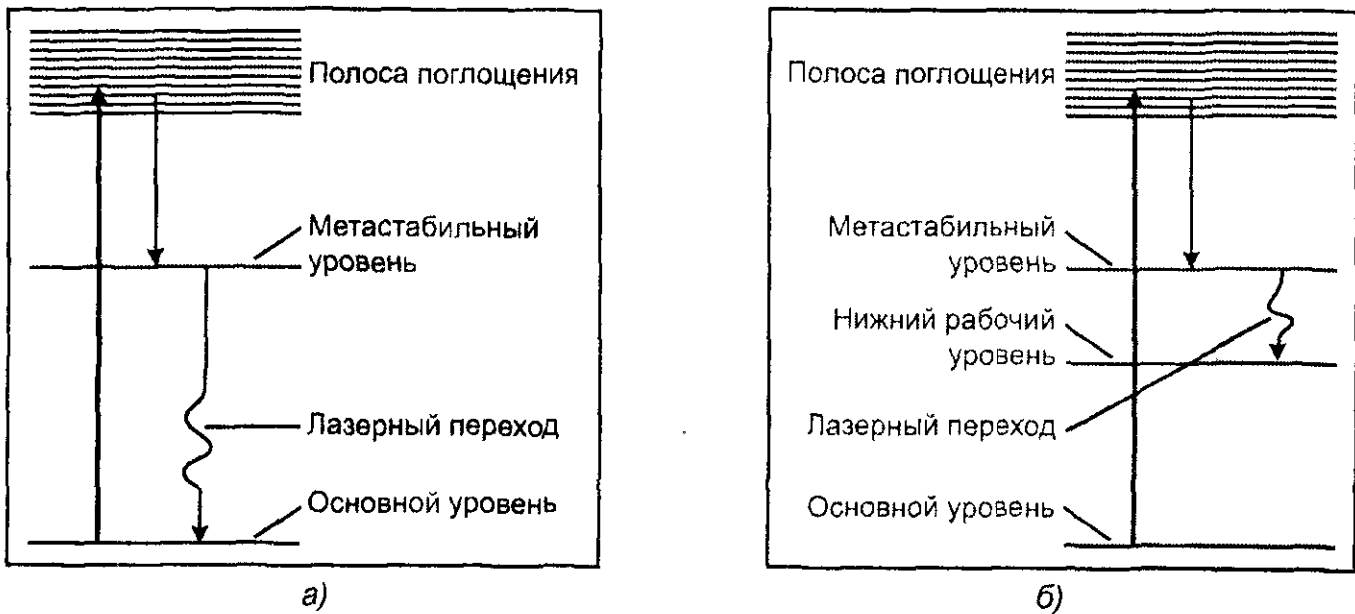 Полоса поглощения
Метастабильный
уровень
Лазерный переход
Основной уровень
а)
Полоса поглощения
Метастабильный
уровень
Нижний рабочий
уровень
Лазерный переход
Основной уровень
б)